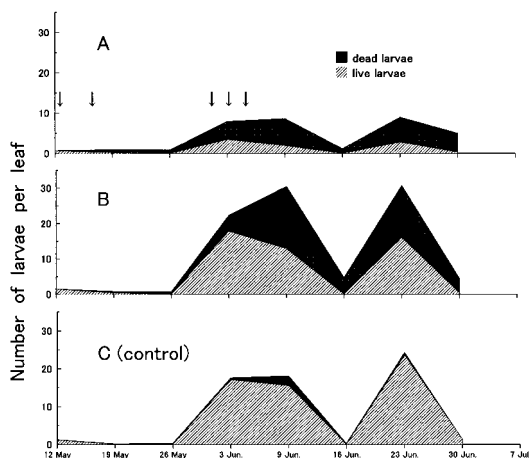 A
dead larvae
live larvae
30
20
10
0
B
30
20
10
0
C (control)
30
20
10
0
Number of larvae per leaf
12 May 19 May 26 May 3 Jun. 9 Jun. 16 Jun. 23 Jun. 30 Jun. 7 Jul